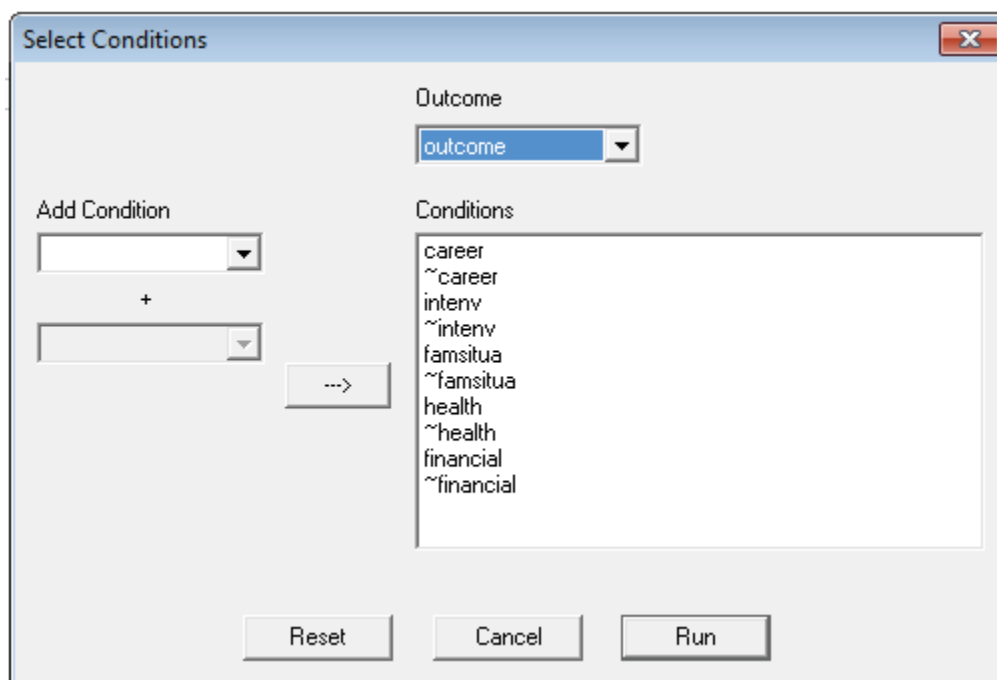 Select Conditions
Outcome
outcome
Add Condition
Conditions
+
--->
career
~career
intenv
~intenv
famsitua
~famsitua
health
~health
financial
~financial
Reset
Cancel
Run